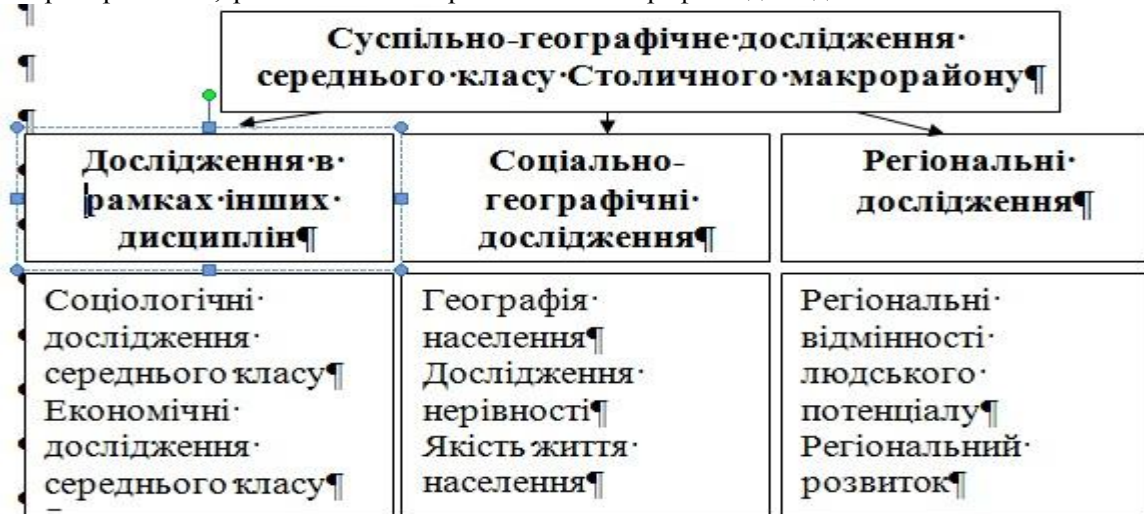 Суспільно-географічне·дослідження·
середнього·класу·Столичного·макрорайону¶
Дослідження·в·
рамках·інших·
дисциплін¶
Соціально-
географічні·
дослідження¶
Регіональні·
дослідження¶
Соціологічні·
дослідження·
середнього·класу¶
Економічні·
дослідження·
середнього·класу¶
Географія·
населення¶
Дослідження·
нерівності¶
Якість·життя·
населення¶
Регіональні·
відмінності·
людського·
потенціалу¶
Регіональний·
розвиток¶